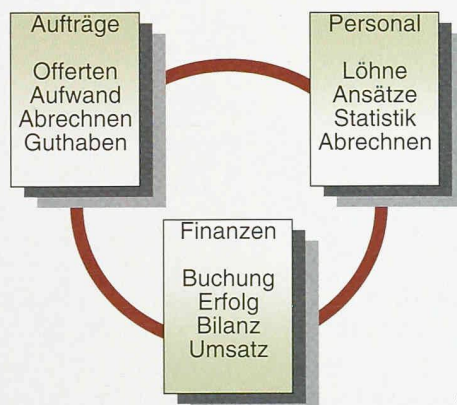 Aufträge
Offerten
Aufwand
Abrechnen
Guthaben
Personal
Löhne
Ansätze
Statistik
Abrechnen
Finanzen
Buchung
Erfolg
Bilanz
Umsatz